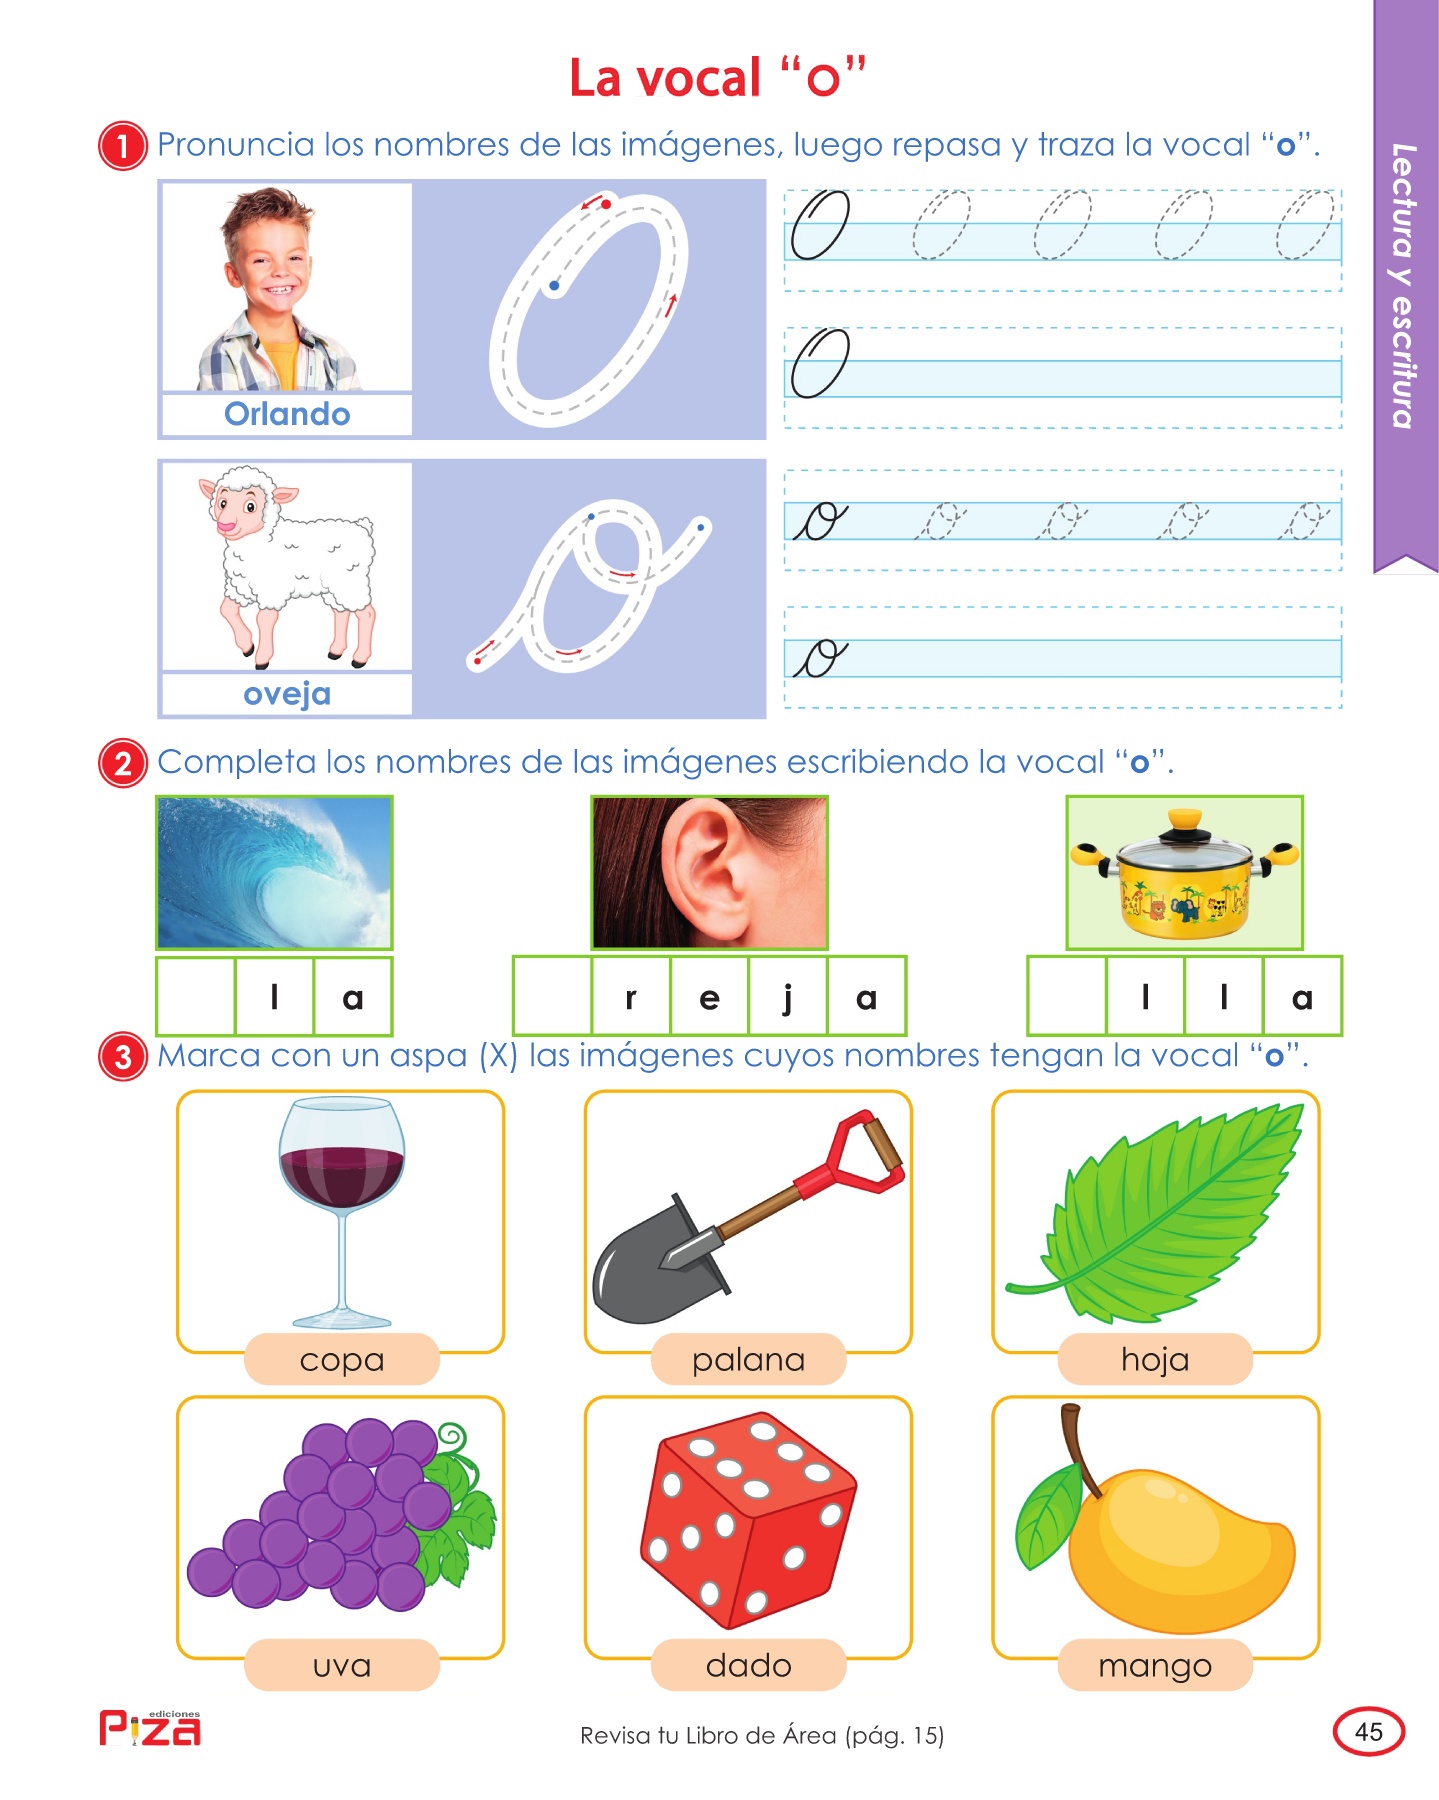 La vocal “o”
Lectura y escritura
1 Pronuncia los nombres de las imágenes, luego repasa y traza la vocal “o”.
O O O O O
Orlando
O
o o o o o
oveja
o
2 Completa los nombres de las imágenes escribiendo la vocal “o”.
l a
r e j a
l l a
3 Marca con un aspa (X) las imágenes cuyos nombres tengan la vocal “o”.
copa
palana
hoja
uva
dado
mango
ediciones
Piza
Revisa tu Libro de Área (pág. 15)
45